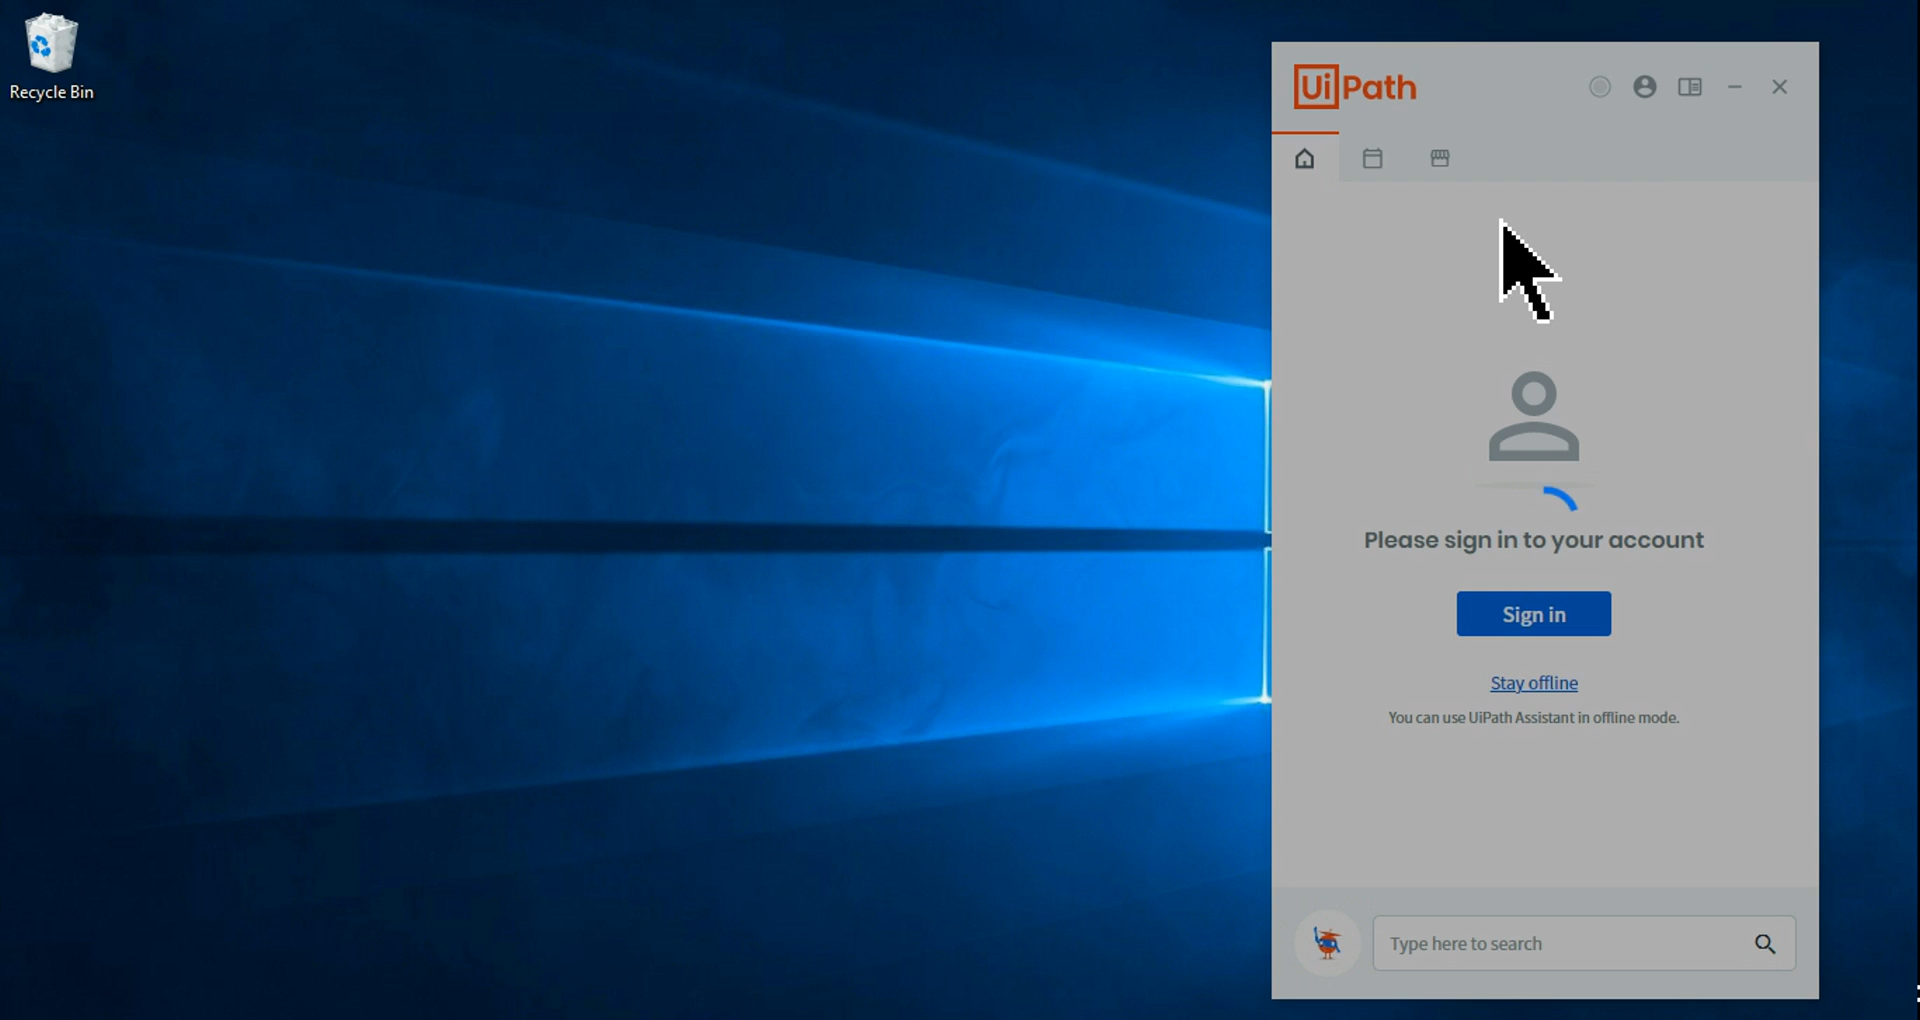 Recycle Bin
UiPath
Please sign in to your account
Sign in
Stay offline
You can use UiPath Assistant in offline mode.
Type here to search